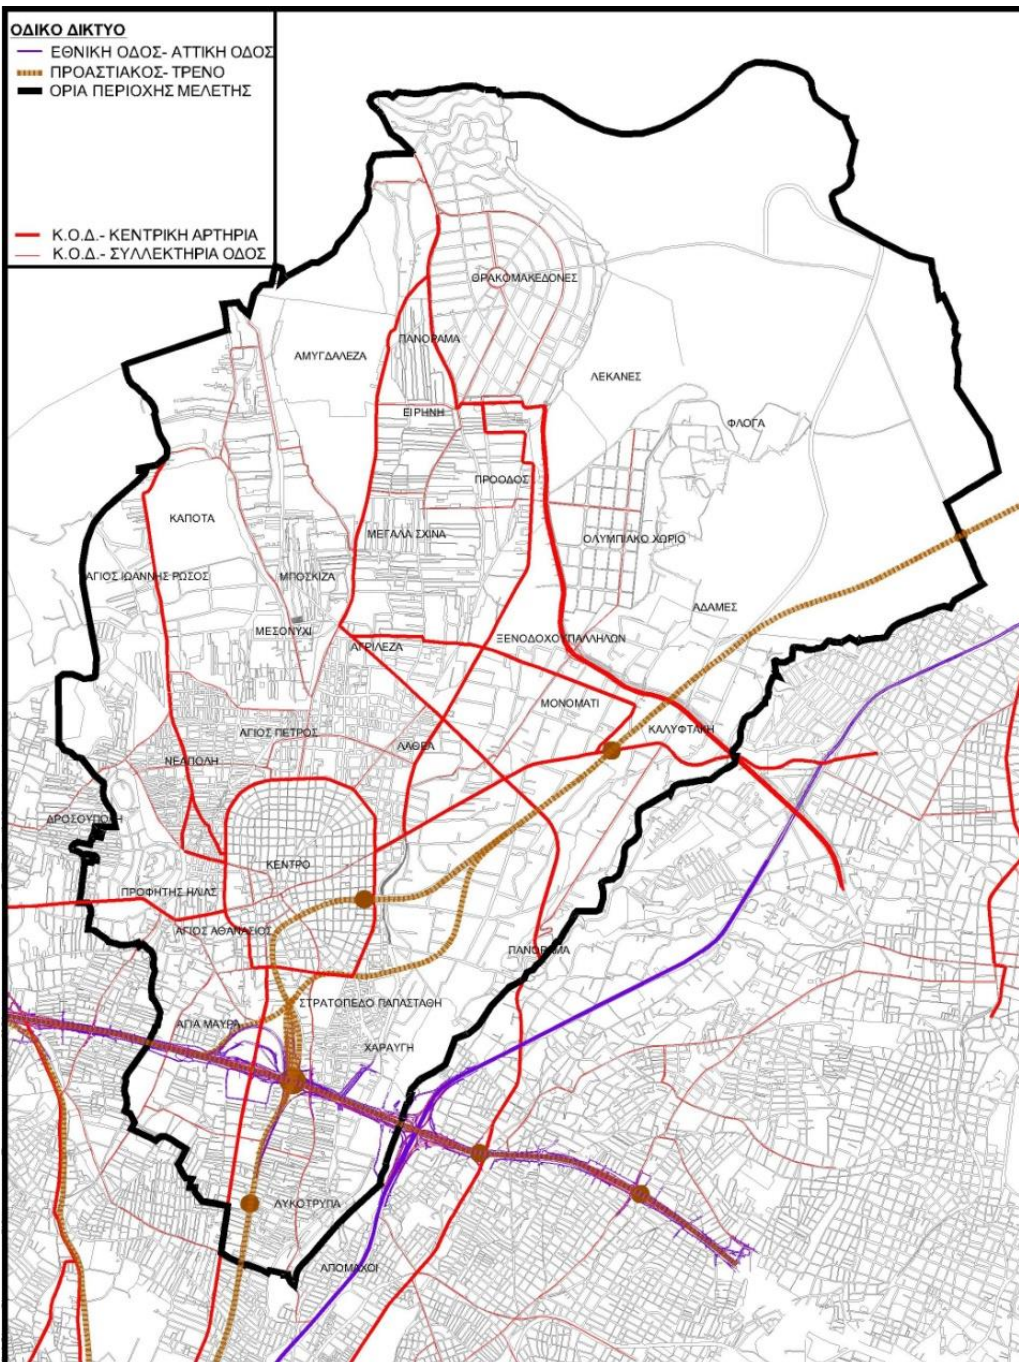 ΟΔΙΚΟ ΔΙΚΤΥΟ
ΕΘΝΙΚΗ ΟΔΟΣ- ΑΤΤΙΚΗ ΟΔΟΣ
ΠΡΟΑΣΤΙΑΚΟΣ- ΤΡΕΝΟ
ΟΡΙΑ ΠΕΡΙΟΧΗΣ ΜΕΛΕΤΗΣ
Κ.Ο.Δ.- ΚΕΝΤΡΙΚΗ ΑΡΤΗΡΙΑ
Κ.Ο.Δ.- ΣΥΛΛΕΚΤΗΡΙΑ ΟΔΟΣ
ΘΡΑΚΟΜΑΚΕΔΟΝΕΣ
ΠΑΝΟΡΑΜΑ
ΑΜΥΓΔΑΛΕΖΑ
ΛΕΚΑΝΕΣ
ΕΙΡΗΝΗ
ΦΛΟΓΑ
ΠΡΟΟΔΟΣ
ΚΑΠΟΤΑ
ΜΕΓΑΛΑ ΣΧΙΝΑ
ΟΛΥΜΠΙΑΚΟ ΧΩΡΙΟ
ΑΓΙΟΣ ΙΩΑΝΝΗΣ ΡΩΣΟΣ
ΜΠΟΣΚΙΖΑ
ΑΔΑΜΕΣ
ΜΕΣΟΝΥΧΙ
ΞΕΝΟΔΟΧΟΥΠΑΛΛΗΛΩΝ
ΑΓΡΙΛΕΖΑ
ΜΟΝΟΜΑΤΙ
ΚΑΛΥΦΤΑΚΗ
ΑΓΙΟΣ ΠΕΤΡΟΣ
ΛΑΘΕΑ
ΝΕΑΠΟΛΗ
ΔΡΟΣΟΥΠΟΛΗ
ΚΕΝΤΡΟ
ΠΡΟΦΗΤΗΣ ΗΛΙΑΣ
ΑΓΙΟΣ ΑΘΑΝΑΣΙΟΣ
ΠΑΝΟΡΑΜΑ
ΣΤΡΑΤΟΠΕΔΟ ΠΑΠΑΣΤΑΘΗ
ΑΓΙΑ ΜΑΥΡΑ
ΧΑΡΑΥΓΗ
ΛΥΚΟΤΡΥΠΑ
ΑΠΟΜΑΧΟΙ